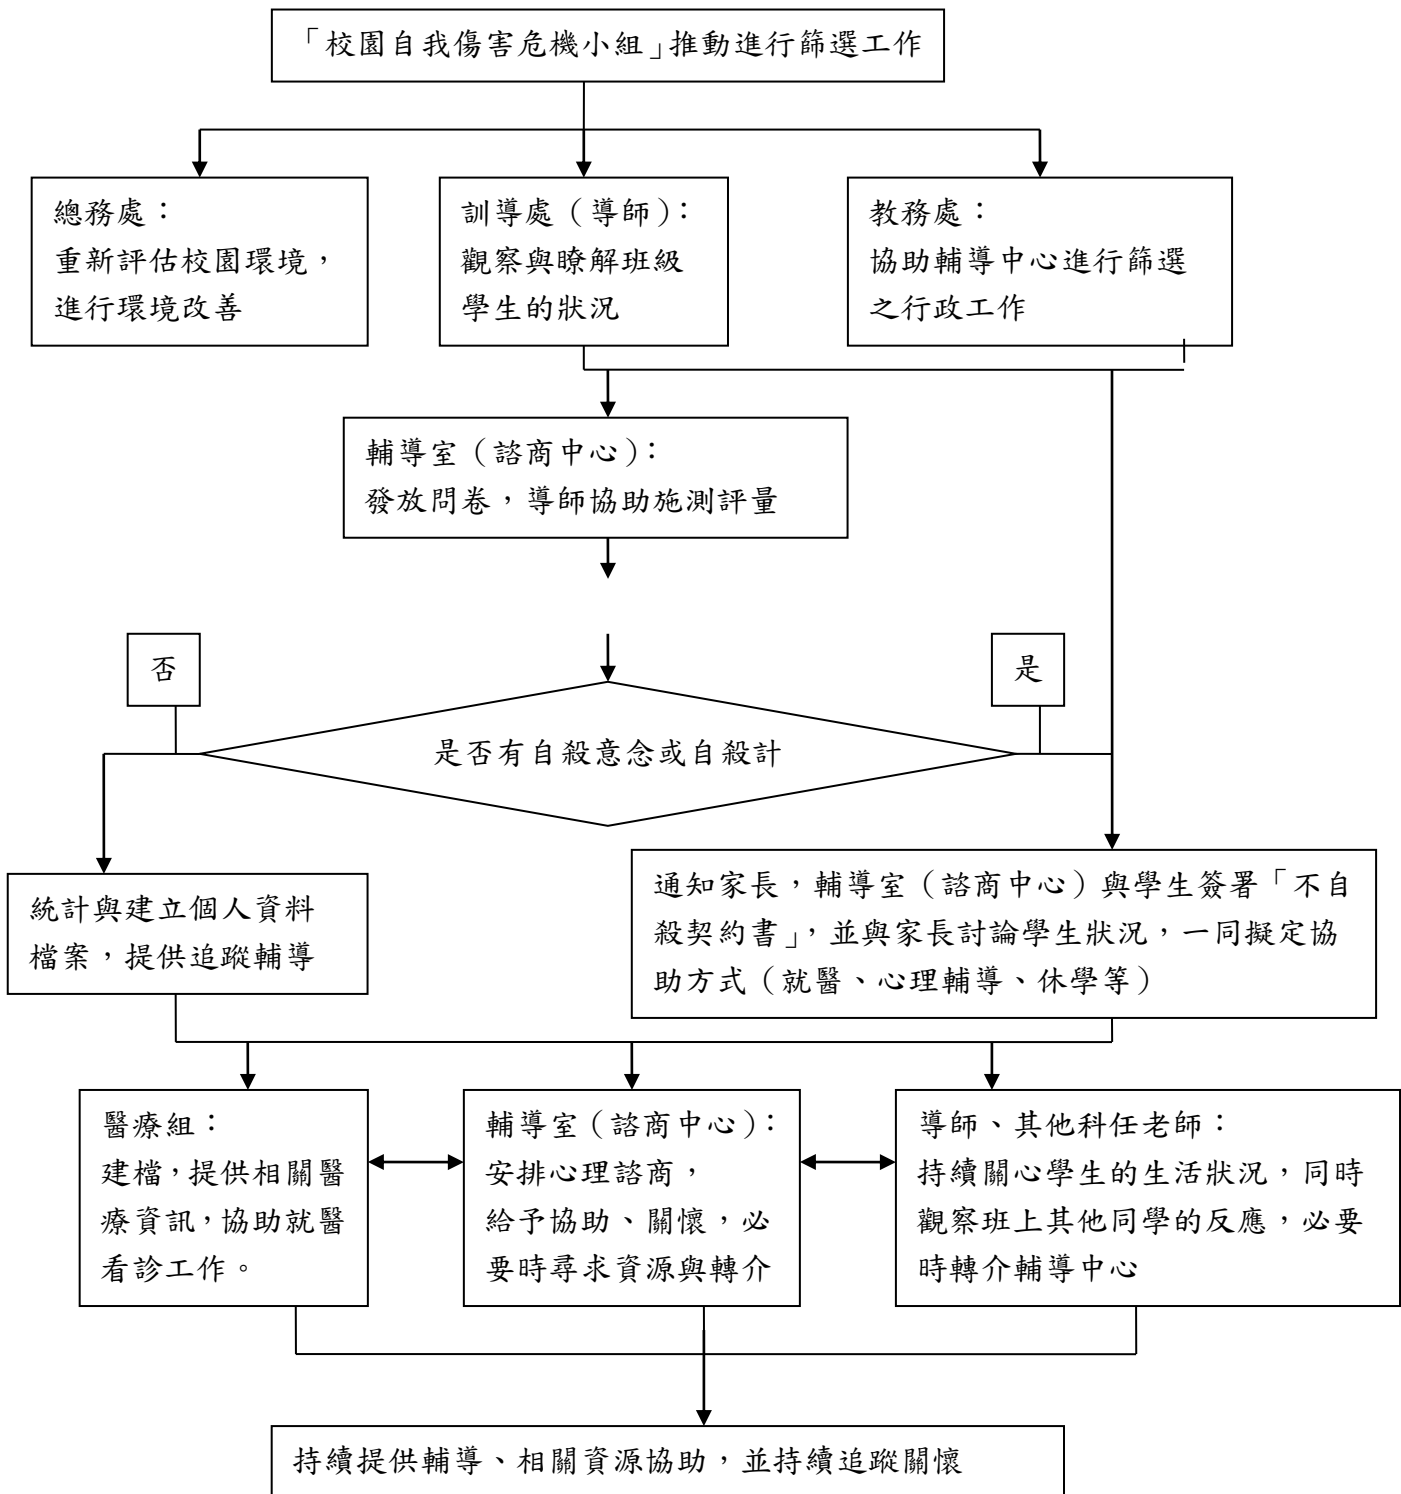 「校園自我傷害危機小組」推動進行篩選工作
總務處：
重新評估校園環境，
進行環境改善
訓導處（導師）：
觀察與瞭解班級
學生的狀況
教務處：
協助輔導中心進行篩選
之行政工作
輔導室（諮商中心）：
發放問卷，導師協助施測評量
否
是
是否有自殺意念或自殺計
統計與建立個人資料
檔案，提供追蹤輔導
通知家長，輔導室（諮商中心）與學生簽署「不自
殺契約書」，並與家長討論學生狀況，一同擬定協
助方式（就醫、心理輔導、休學等）
醫療組：
建檔，提供相關醫
療資訊，協助就醫
看診工作。
輔導室（諮商中心）：
安排心理諮商，
給予協助、關懷，必
要時尋求資源與轉介
導師、其他科任老師：
持續關心學生的生活狀況，同時
觀察班上其他同學的反應，必要
時轉介輔導中心
持續提供輔導、相關資源協助，並持續追蹤關懷